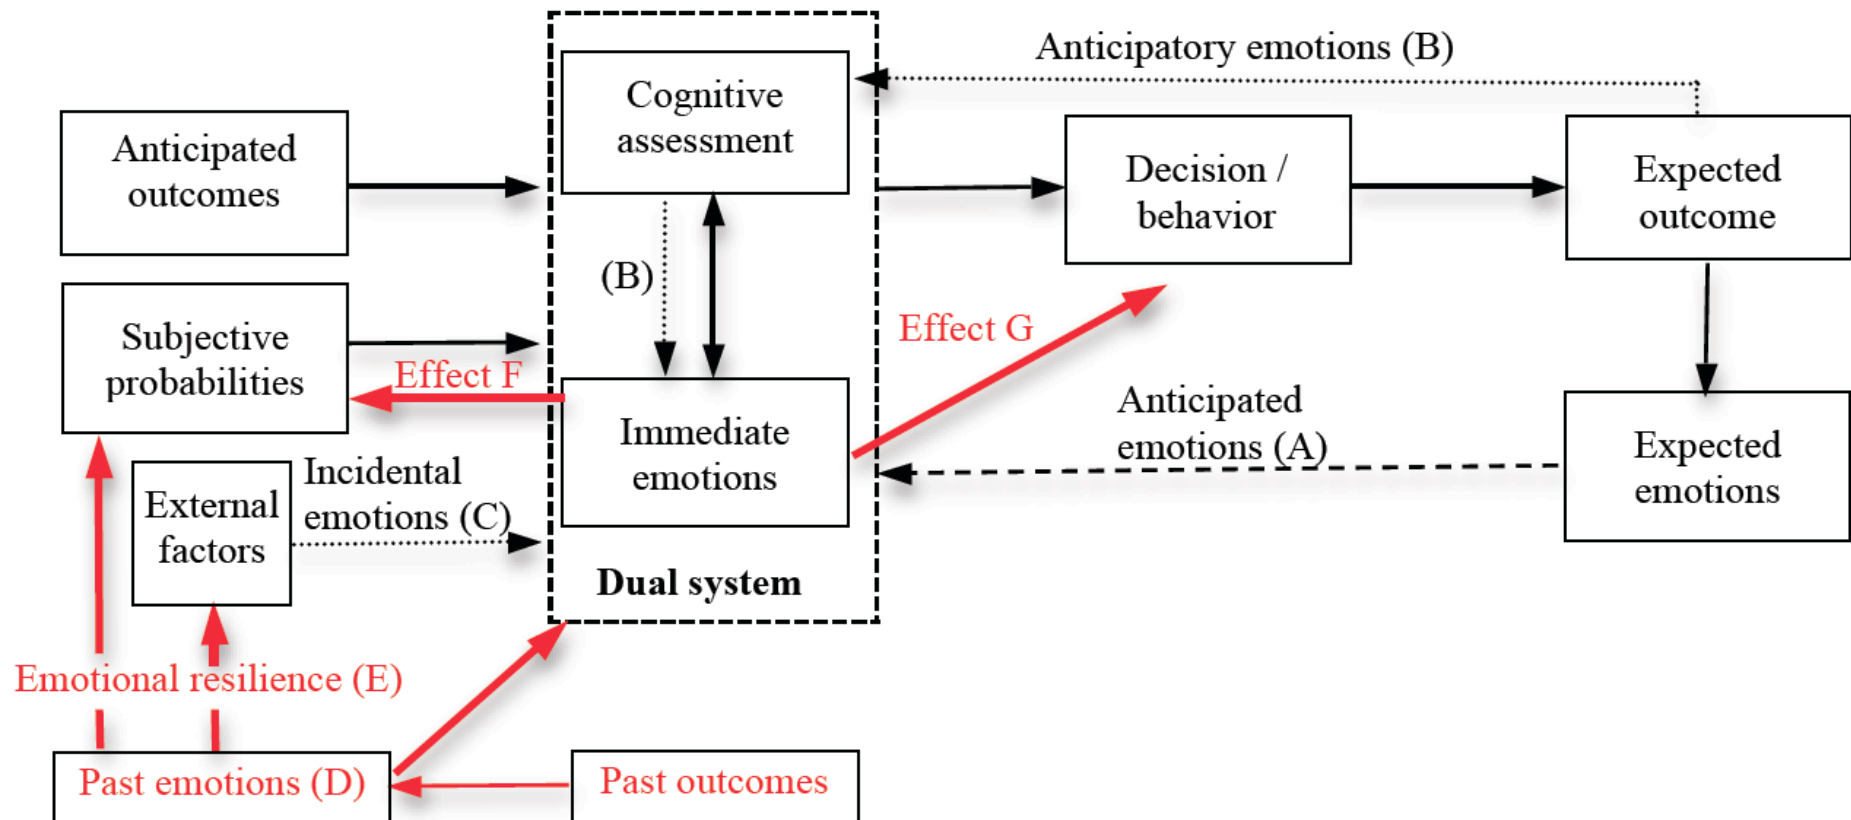 Anticipatory emotions (B)
Cognitive
assessment
Anticipated
outcomes
Decision /
behavior
Expected
outcome
(B)
Subjective
probabilities
Effect F
Effect G
Immediate
emotions
Anticipated
emotions (A)
Expected
emotions
External
factors
Incidental
emotions (C)
Dual system
Emotional resilience (E)
Past emotions (D)
Past outcomes